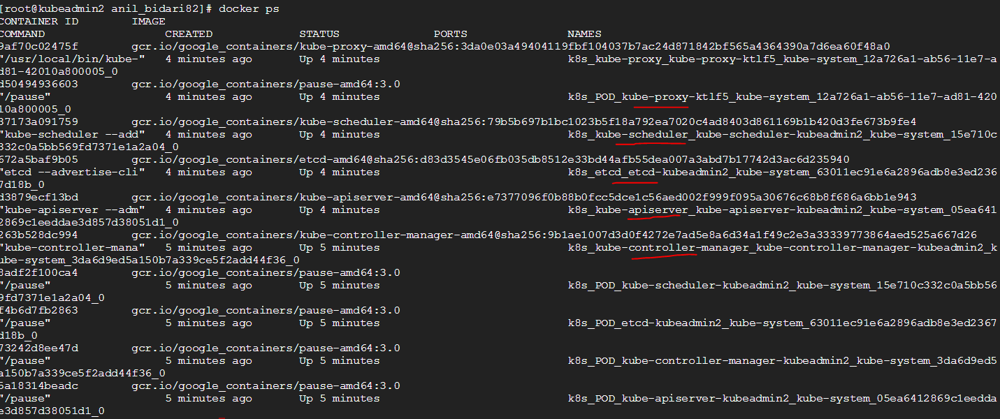 [root@kubeadmin2 anil_bidari82]# docker ps
CONTAINER ID IMAGE
COMMAND CREATED STATUS PORTS NAMES
9af70c02475f gcr.io/google_containers/kube-proxy-amd64@sha256:3da0e03a49404119fbf104037b7ac24d871842bf565a4364390a7d6ea60f48a0
"/usr/local/bin/kube-" 4 minutes ago Up 4 minutes k8s_kube-proxy_kube-proxy-ktlf5_kube-system_12a726a1-ab56-11e7-a
d81-42010a800005_0
d50494936603 gcr.io/google_containers/pause-amd64:3.0
"/pause" 4 minutes ago Up 4 minutes k8s_POD_kube-proxy-ktlf5_kube-system_12a726a1-ab56-11e7-ad81-420
10a800005_0
37173a091759 gcr.io/google_containers/kube-scheduler-amd64@sha256:79b5b697b1bc1023b5f18a792ea7020c4ad8403d861169b1b420d3fe673b9fe4
"kube-scheduler --add" 4 minutes ago Up 4 minutes k8s_kube-scheduler_kube-scheduler-kubeadmin2_kube-system_15e710c
332c0a5bb569fd7371e1a2a04_0
672a5baf9b05 gcr.io/google_containers/etcd-amd64@sha256:d83d3545e06fb035db8512e33bd44afb55dea007a3abd7b17742d3ac6d235940
"etcd --advertise-cli" 4 minutes ago Up 4 minutes k8s_etcd_etcd-kubeadmin2_kube-system_63011ec91e6a2896adb8e3ed236
7d18b_0
d3879ecf13bd gcr.io/google_containers/kube-apiserver-amd64@sha256:e7377096f0b88b0fcc5dce1c56aed002f999f095a30676c68b8f686a6bb1e943
"kube-apiserver --adm" 4 minutes ago Up 4 minutes k8s_kube-apiserver_kube-apiserver-kubeadmin2_kube-system_05ea641
2869c1eeddae3d857d38051d1_0
263b528dc994 gcr.io/google_containers/kube-controller-manager-amd64@sha256:9b1ae1007d3d0f4272e7ad5e8a6d34a1f49c2e3a33339773864aed525a667d26
"kube-controller-mana" 5 minutes ago Up 5 minutes k8s_kube-controller-manager_kube-controller-manager-kubeadmin2_k
ube-system_3da6d9ed5a150b7a339ce5f2add44f36_0
8adf2f100ca4 gcr.io/google_containers/pause-amd64:3.0
"/pause" 5 minutes ago Up 5 minutes k8s_POD_kube-scheduler-kubeadmin2_kube-system_15e710c332c0a5bb56
9fd7371e1a2a04_0
f4b6d7fb2863 gcr.io/google_containers/pause-amd64:3.0
"/pause" 5 minutes ago Up 5 minutes k8s_POD_etcd-kubeadmin2_kube-system_63011ec91e6a2896adb8e3ed2367
d18b_0
73242d8ee47d gcr.io/google_containers/pause-amd64:3.0
"/pause" 5 minutes ago Up 5 minutes k8s_POD_kube-controller-manager-kubeadmin2_kube-system_3da6d9ed5
a150b7a339ce5f2add44f36_0
5a18314beadc gcr.io/google_containers/pause-amd64:3.0
"/pause" 5 minutes ago Up 5 minutes k8s_POD_kube-apiserver-kubeadmin2_kube-system_05ea6412869c1eedda
e3d857d38051d1_0